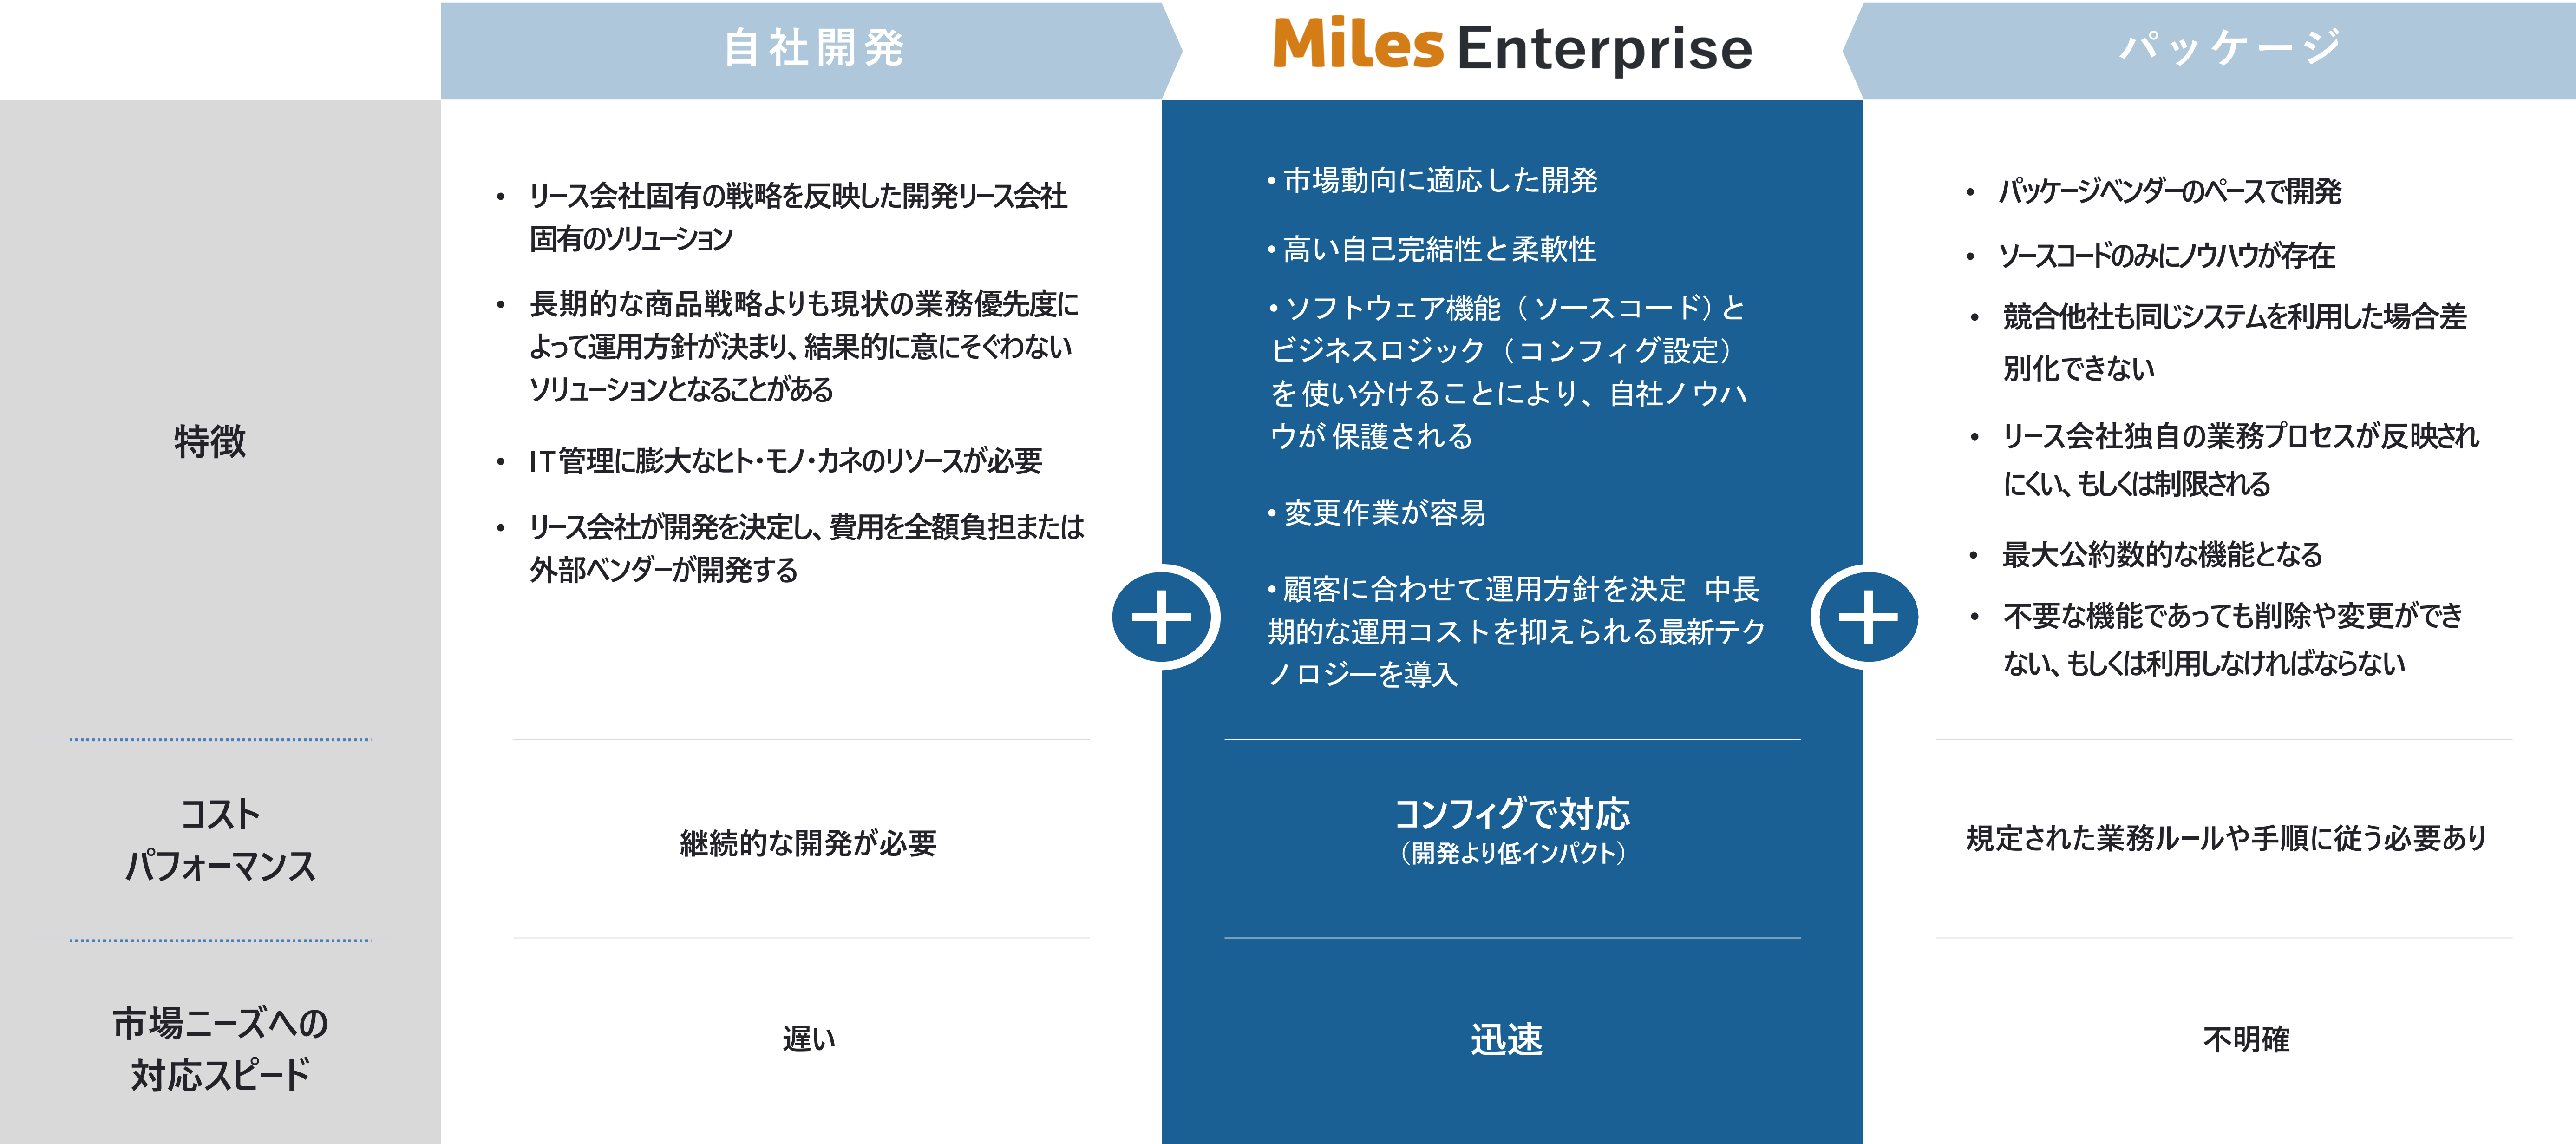 自社開発
Miles Enterprise
パッケージ
特徴
• リース会社固有の戦略を反映した開発リース会社
固有のソリューション
• 長期的な商品戦略よりも現状の業務優先度に
よって運用方針が決まり、結果的に意にそぐわない
ソリューションとなることがある
• IT管理に膨大なヒト・モノ・カネのリソースが必要
• リース会社が開発を決定し、費用を全額負担または
外部ベンダーが開発する
• 市場動向に適応した開発
• 高い自己完結性と柔軟性
• ソフトウェア機能（ソースコード）と
ビジネスロジック（コンフィグ設定）
を使い分けることにより、自社ノウハ
ウが保護される
• 変更作業が容易
• 顧客に合わせて運用方針を決定 中長
期的な運用コストを抑えられる最新テク
ノロジーを導入
• パッケージベンダーのペースで開発
• ソースコードのみにノウハウが存在
• 競合他社も同じシステムを利用した場合差
別化できない
• リース会社独自の業務プロセスが反映され
にくい、もしくは制限される
• 最大公約数的な機能となる
• 不要な機能であっても削除や変更ができ
ない、もしくは利用しなければならない
コスト
パフォーマンス
継続的な開発が必要
コンフィグで対応
（開発より低インパクト）
規定された業務ルールや手順に従う必要あり
市場ニーズへの
対応スピード
遅い
迅速
不明確